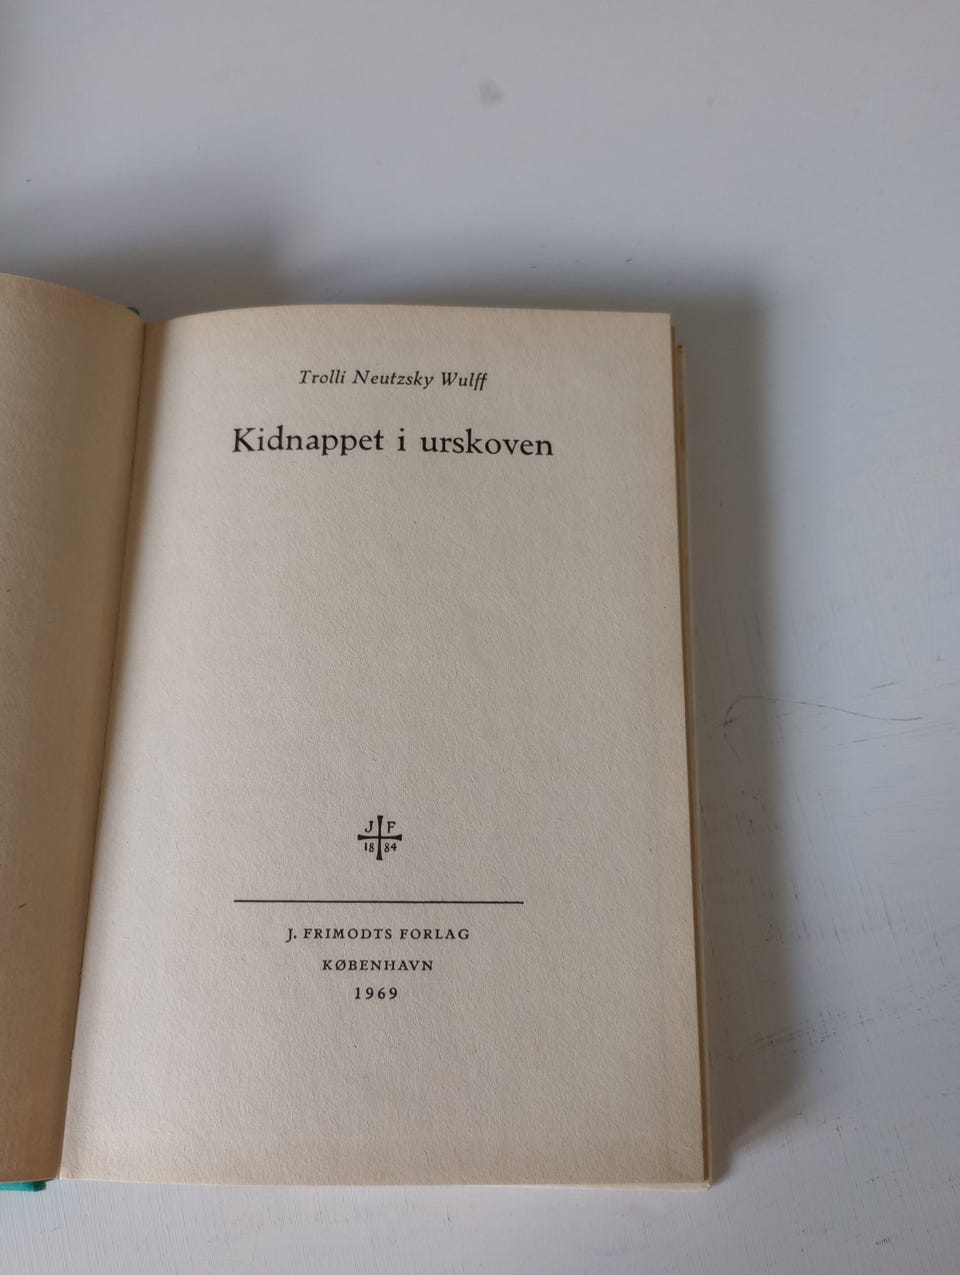 Trolli Neutzsky Wulff
Kidnappet i urskoven
J F
18 84
J. FRIMODTS FORLAG
KØBENHAVN
1969